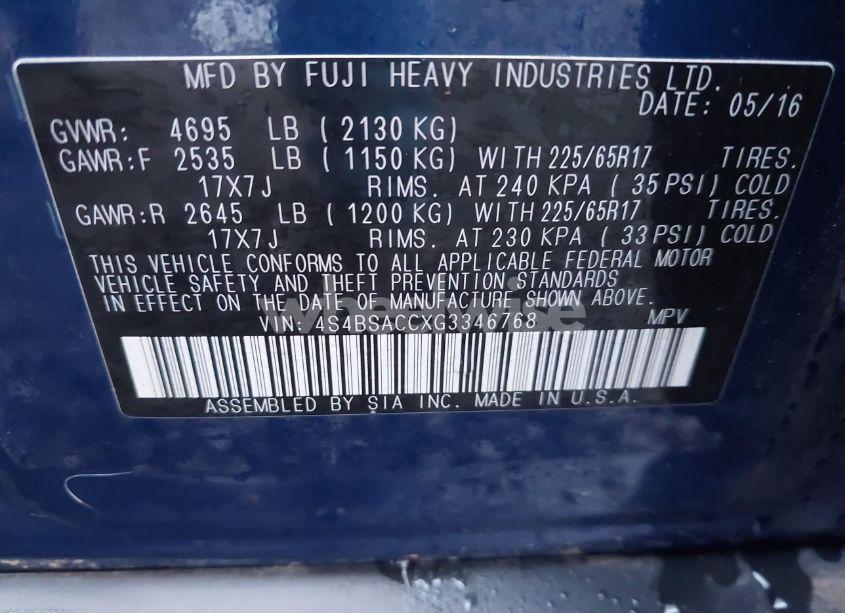 MFD BY FUJI HEAVY INDUSTRIES LTD.
DATE: 05/16
GVWR: 4695 LB ( 2130 KG)
GAWR:F 2535 LB ( 1150 KG) WITH 225/65R17 TIRES.
17X7J RIMS. AT 240 KPA ( 35 PSI) COLD
GAWR:R 2645 LB ( 1200 KG) WITH 225/65R17 TIRES.
17X7J RIMS. AT 230 KPA ( 33 PSI) COLD
THIS VEHICLE CONFORMS TO ALL APPLICABLE FEDERAL MOTOR
VEHICLE SAFETY AND THEFT PREVENTION STANDARDS
IN EFFECT ON THE DATE OF MANUFACTURE SHOWN ABOVE.
VIN: 4S4BSACCXG3346768 MPV
ASSEMBLED BY SIA INC. MADE IN U.S.A.